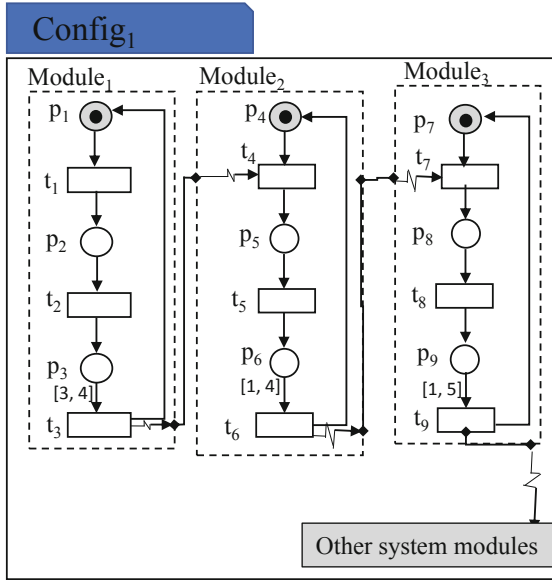 Config₁
Module₁ Module₂ Module₃
p₁ p₄ p₇
t₁ t₄ t₇
p₂ p₅ p₈
t₂ t₅ t₈
p₃ p₆ p₉
[3, 4] [1, 4] [1, 5]
t₃ t₆ t₉
Other system modules